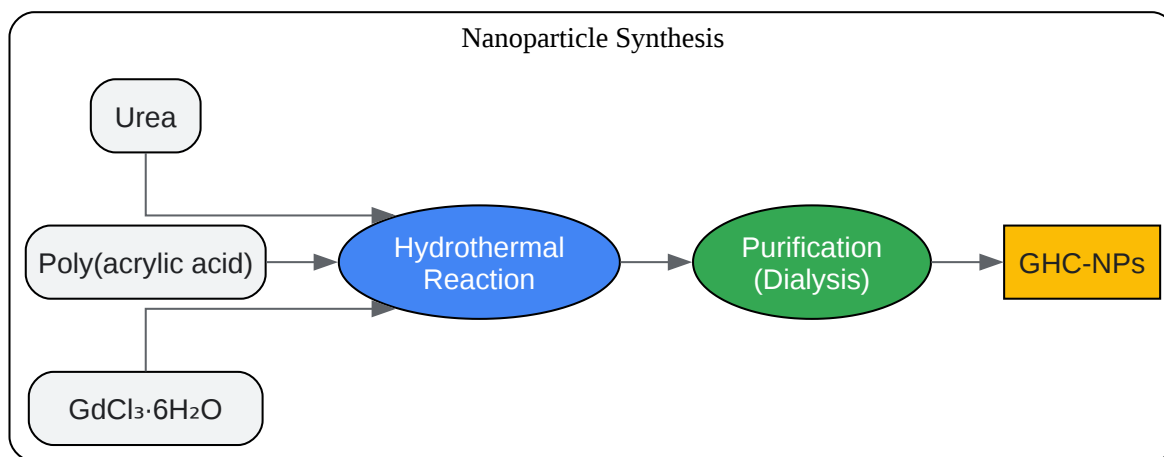 Nanoparticle Synthesis
Urea
Poly(acrylic acid)
GdCl₃·6H₂O
Hydrothermal
Reaction
Purification
(Dialysis)
GHC-NPs